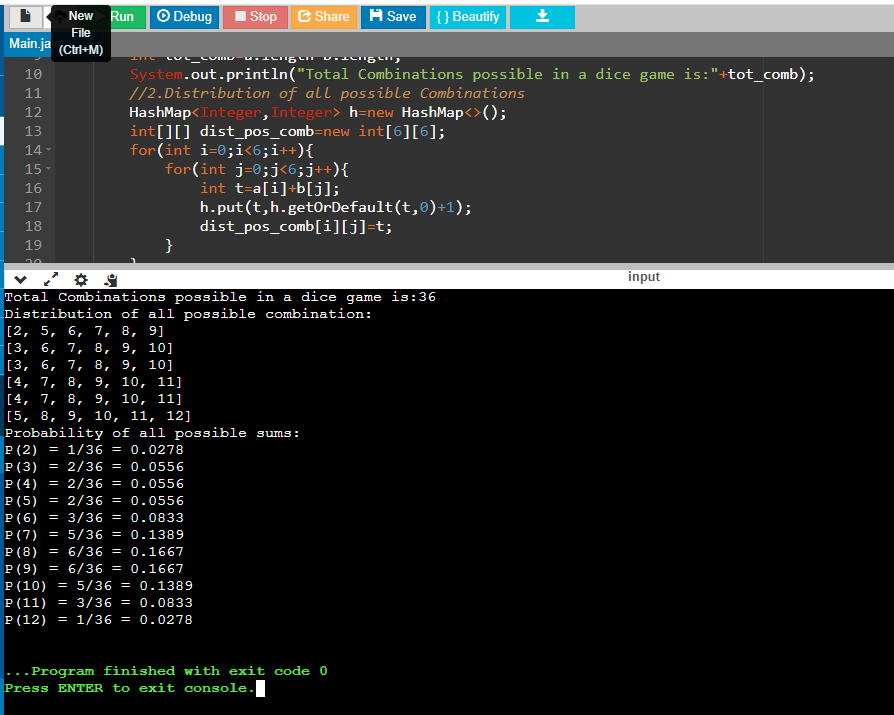 New
File
(Ctrl+M)
Run
Debug
Stop
Share
Save
{ } Beautify
Main.ja
int tot_comb=a.length*b.length;
10 System.out.println("Total Combinations possible in a dice game is:"+tot_comb);
11 //2.Distribution of all possible Combinations
12 HashMap<Integer,Integer> h=new HashMap<>();
13 int[][] dist_pos_comb=new int[6][6];
14 for(int i=0;i<6;i++){
15 for(int j=0;j<6;j++){
16 int t=a[i]+b[j];
17 h.put(t,h.getOrDefault(t,0)+1);
18 dist_pos_comb[i][j]=t;
19 }
20 }
input
Total Combinations possible in a dice game is:36
Distribution of all possible combination:
[2, 5, 6, 7, 8, 9]
[3, 6, 7, 8, 9, 10]
[3, 6, 7, 8, 9, 10]
[4, 7, 8, 9, 10, 11]
[4, 7, 8, 9, 10, 11]
[5, 8, 9, 10, 11, 12]
Probability of all possible sums:
P(2) = 1/36 = 0.0278
P(3) = 2/36 = 0.0556
P(4) = 2/36 = 0.0556
P(5) = 2/36 = 0.0556
P(6) = 3/36 = 0.0833
P(7) = 5/36 = 0.1389
P(8) = 6/36 = 0.1667
P(9) = 6/36 = 0.1667
P(10) = 5/36 = 0.1389
P(11) = 3/36 = 0.0833
P(12) = 1/36 = 0.0278
...Program finished with exit code 0
Press ENTER to exit console.